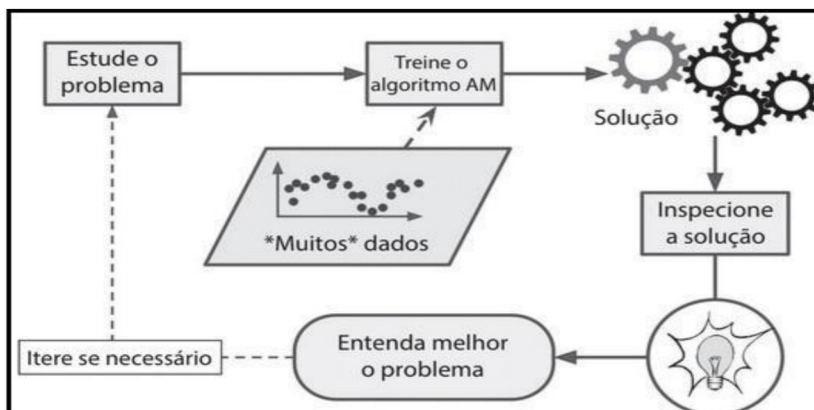 Estude o
problema
Treine o
algoritmo AM
Solução
*Muitos* dados
Inspecione
a solução
Entenda melhor
o problema
Itere se necessário